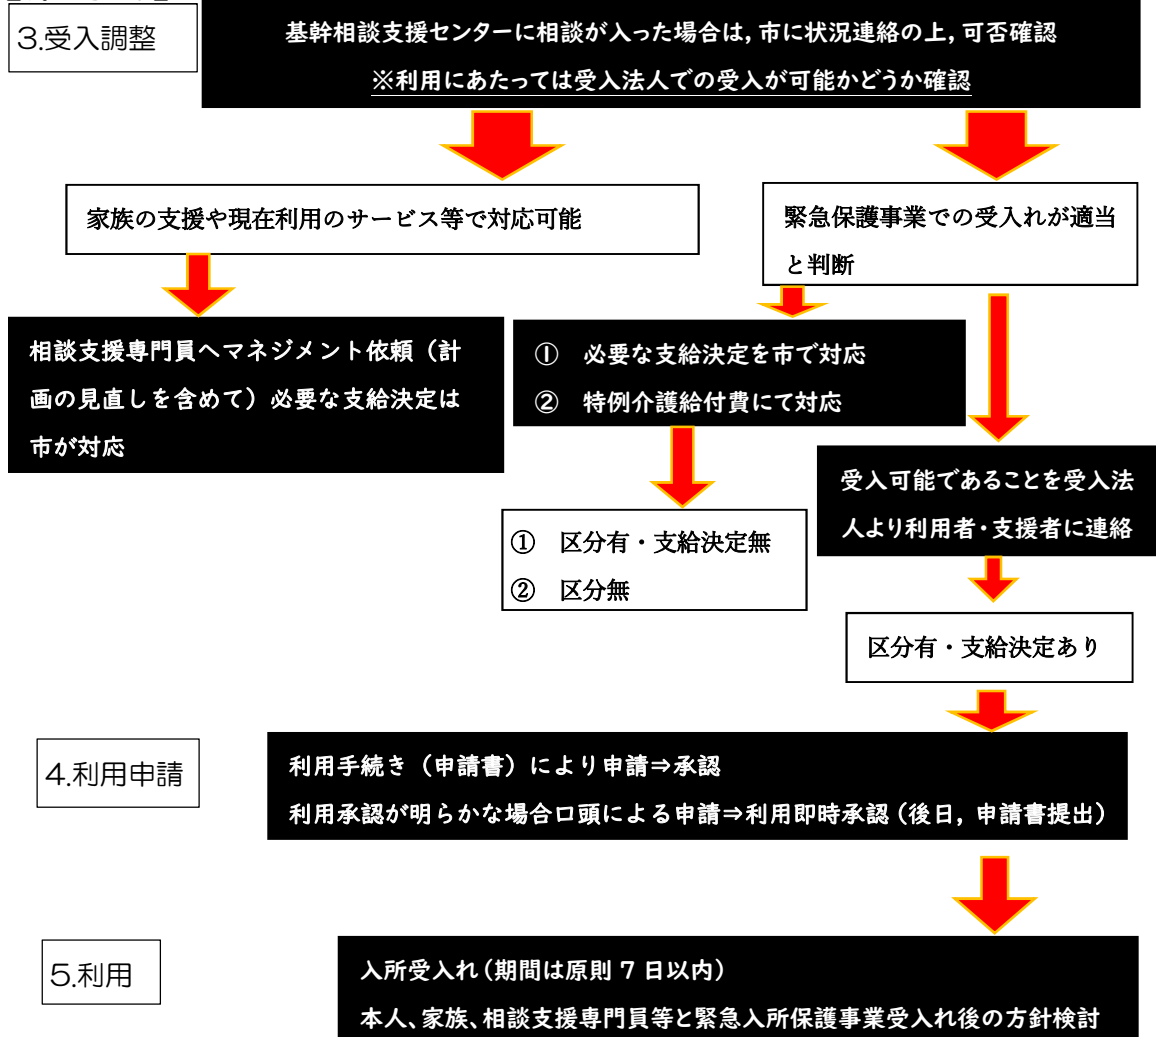 3.受入調整
基幹相談支援センターに相談が入った場合は,市に状況連絡の上,可否確認
※利用にあたっては受入法人での受入が可能かどうか確認
家族の支援や現在利用のサービス等で対応可能
緊急保護事業での受入れが適当
と判断
相談支援専門員へマネジメント依頼（計
画の見直しを含めて）必要な支給決定は
市が対応
① 必要な支給決定を市で対応
② 特例介護給付費にて対応
受入可能であることを受入法
人より利用者・支援者に連絡
① 区分有・支給決定無
② 区分無
区分有・支給決定あり
4.利用申請
利用手続き（申請書）により申請⇒承認
利用承認が明らかな場合口頭による申請⇒利用即時承認（後日,申請書提出）
5.利用
入所受入れ（期間は原則7日以内）
本人、家族、相談支援専門員等と緊急入所保護事業受入れ後の方針検討